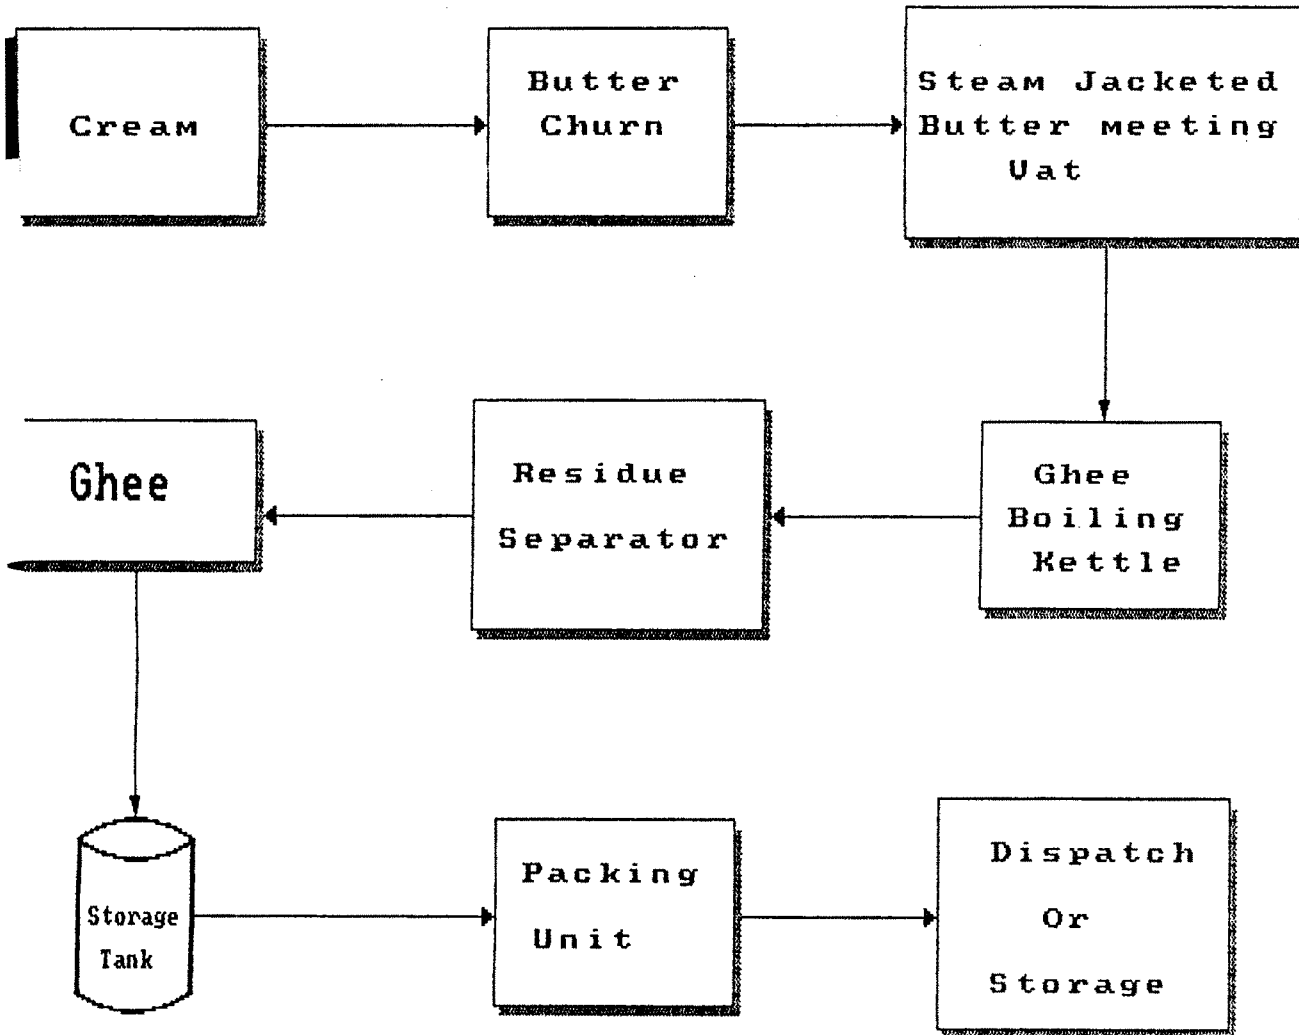 Cream
Butter
Churn
Steam Jacketed
Butter meeting
Vat
Ghee
Boiling
Kettle
Residue
Separator
Ghee
Storage
Tank
Packing
Unit
Dispatch
Or
Storage